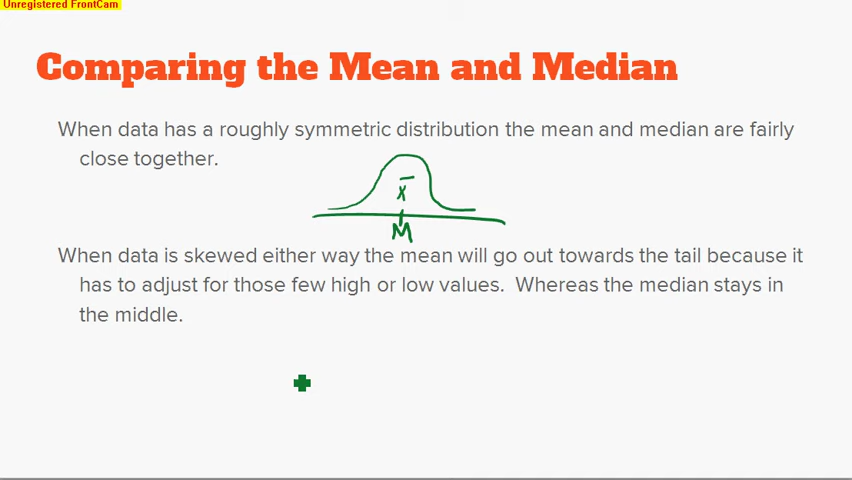 Unregistered FrontCam
Comparing the Mean and Median
When data has a roughly symmetric distribution the mean and median are fairly
close together.
x̄
M
When data is skewed either way the mean will go out towards the tail because it
has to adjust for those few high or low values. Whereas the median stays in
the middle.